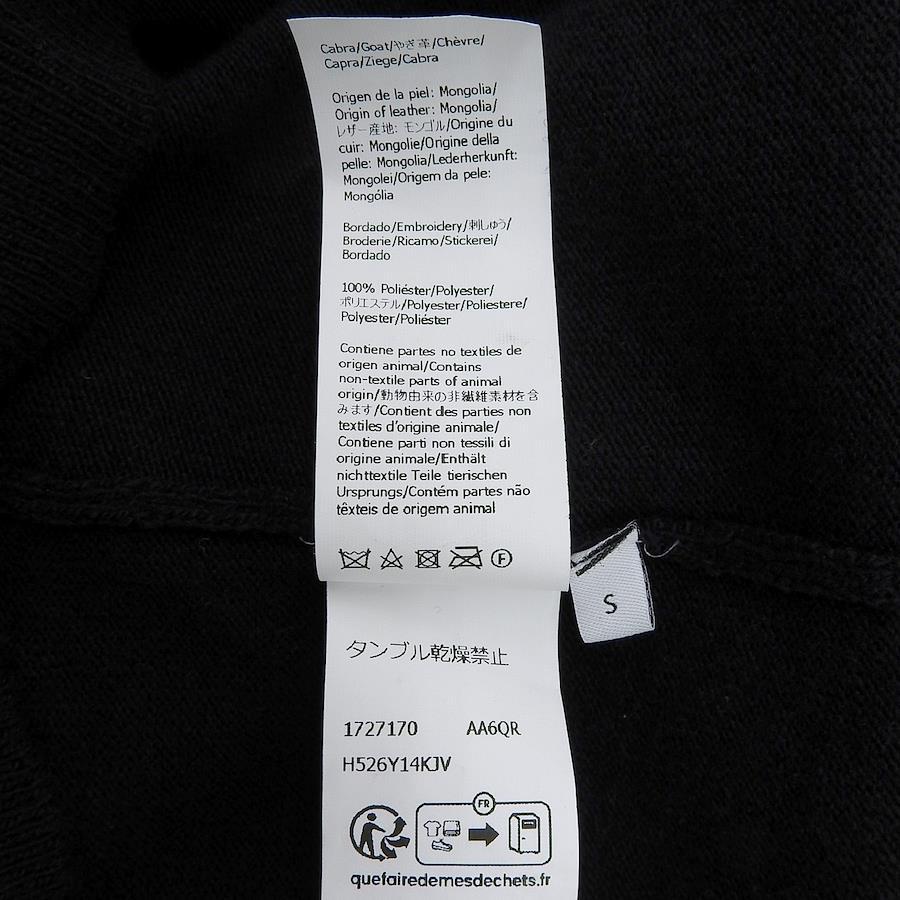 Cabra/Goat/やぎ革/Chèvre/
Capra/Ziege/Cabra
Origen de la piel: Mongolia/
Origin of leather: Mongolia/
レザー産地: モンゴル/Origine du
cuir: Mongolie/Origine della
pelle: Mongolia/Lederherkunft:
Mongolei/Origem da pele:
Mongólia
Bordado/Embroidery/刺しゅう/
Broderie/Ricamo/Stickerei/
Bordado
100% Poliéster/Polyester/
ポリエステル/Polyester/Poliestere/
Polyester/Poliéster
Contiene partes no textiles de
origen animal/Contains
non-textile parts of animal
origin/動物由来の非繊維素材を含
みます/Contient des parties non
textiles d'origine animale/
Contiene parti non tessili di
origine animale/Enthält
nichttextile Teile tierischen
Ursprungs/Contém partes não
têxteis de origem animal
F
S
タンブル乾燥禁止
1727170 AA6QR
H526Y14KJV
FR
quefairedemesdechets.fr